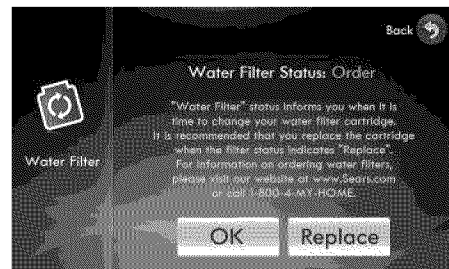 Back
Water Filter Status: Order
"Water Filter" status informs you when it is
time to change your water filter cartridge.
It is recommended that you replace the cartridge
when the filter status indicates "Replace".
For information on ordering water filters,
please visit our website at www.Sears.com
or call 1-800-4-MY-HOME.
Water Filter
OK
Replace